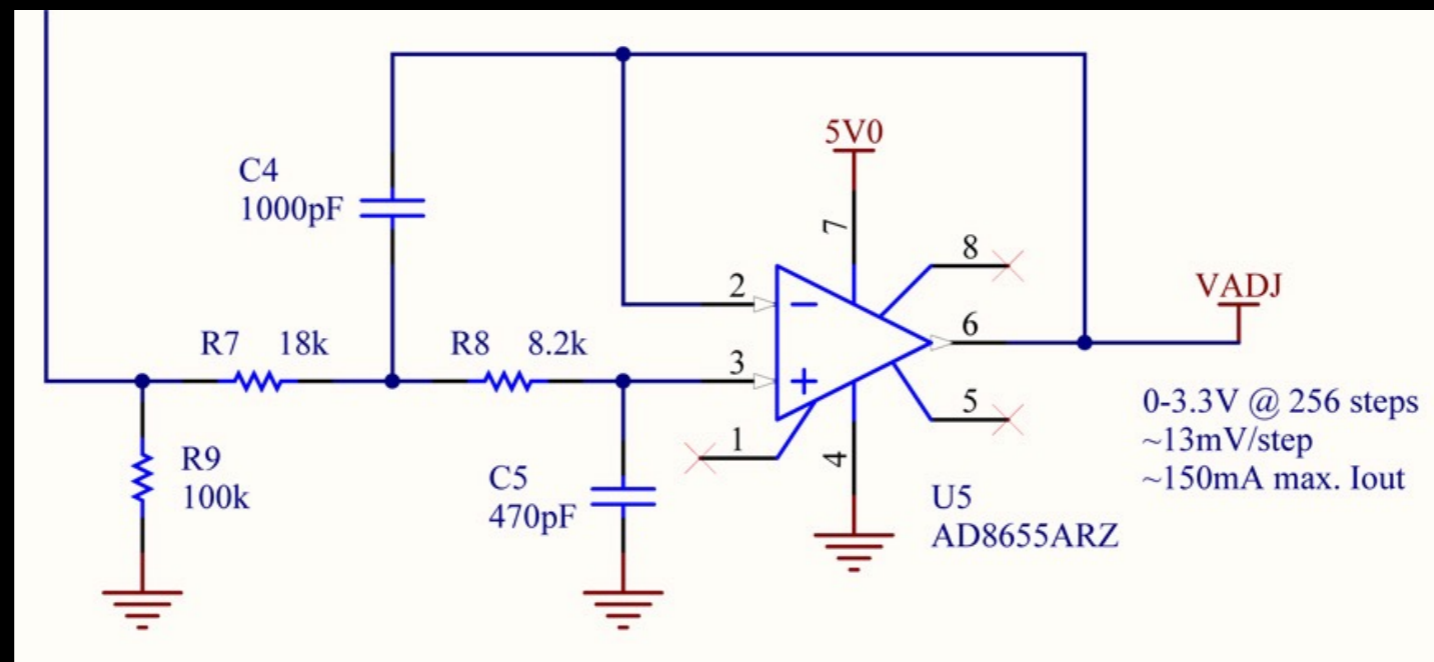 5V0
C4
1000pF
7
8
2
VADJ
6
R7 18k
R8 8.2k
3
5
0-3.3V @ 256 steps
~13mV/step
~150mA max. Iout
1
4
R9
100k
C5
470pF
U5
AD8655ARZ